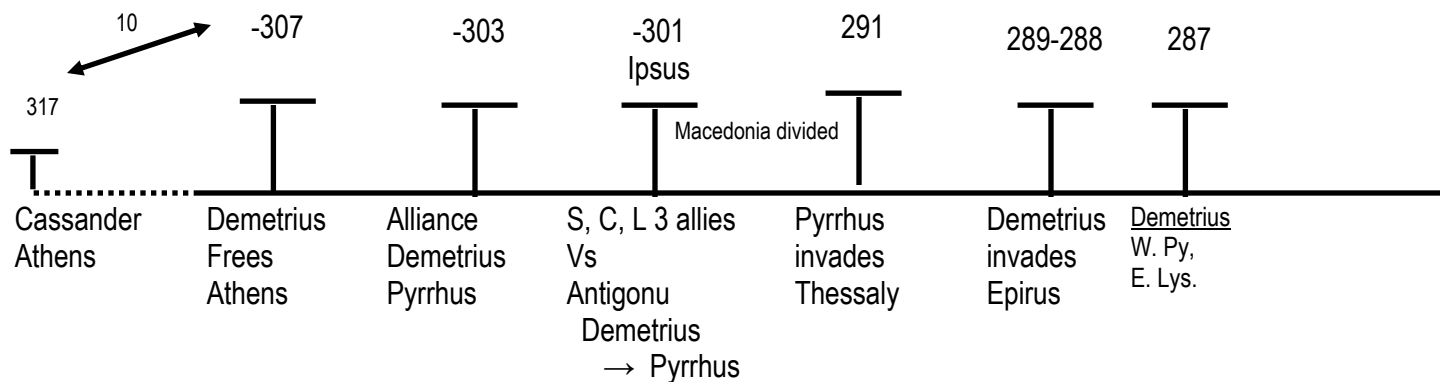 10
-307
-303
-301
Ipsus
291
289-288
287
317
Macedonia divided
Cassander
Athens
Demetrius
Frees
Athens
Alliance
Demetrius
Pyrrhus
S, C, L 3 allies
Vs
Antigonu
Demetrius
→ Pyrrhus
Pyrrhus
invades
Thessaly
Demetrius
invades
Epirus
Demetrius
W. Py,
E. Lys.